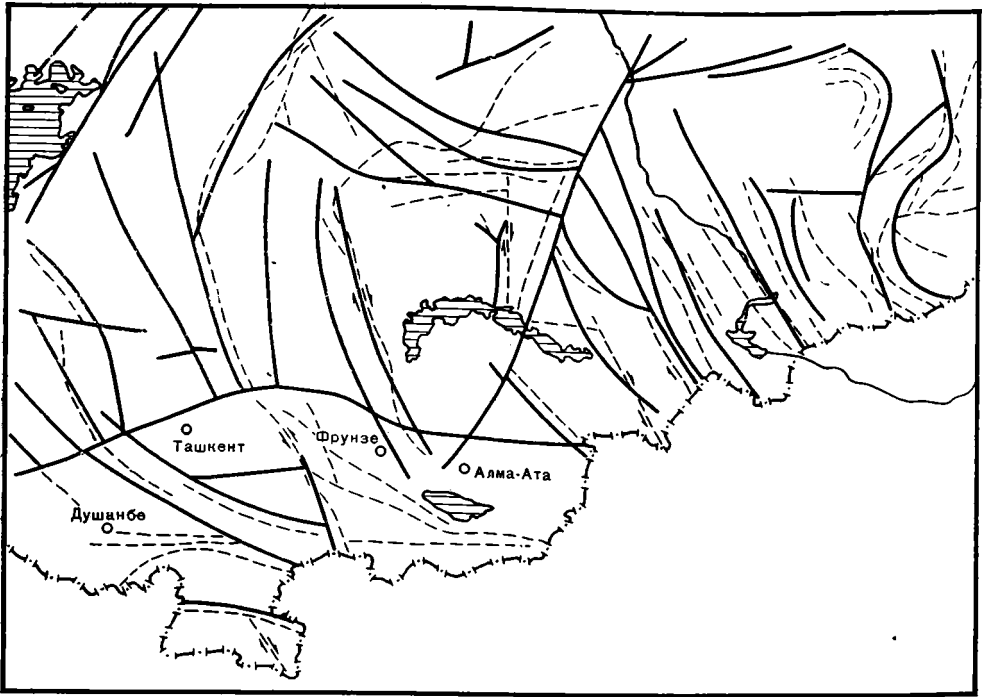 Ташкент
Фрунзе
Алма-Ата
Душанбе